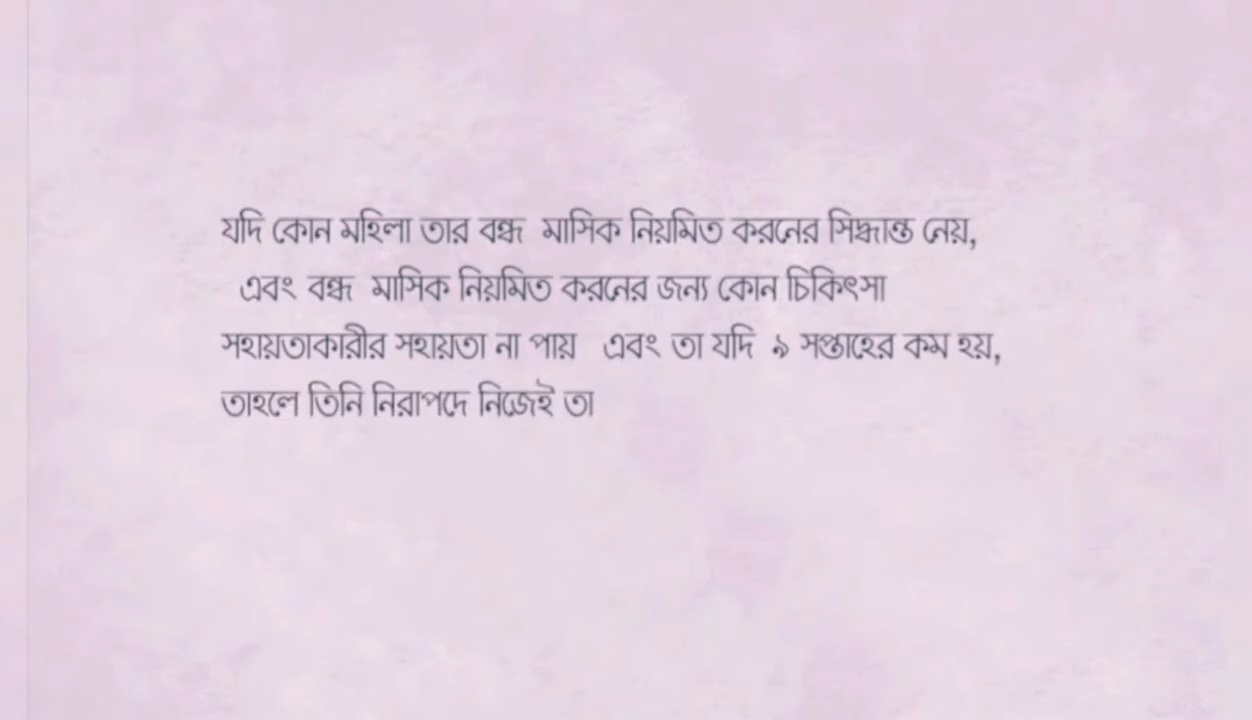 যদি কোন মহিলা তার বন্ধ মাসিক নিয়মিত করনের সিদ্ধান্ত নেয়,
এবং বন্ধ মাসিক নিয়মিত করনের জন্য কোন চিকিৎসা
সহায়তাকারীর সহায়তা না পায় এবং তা যদি ৯ সপ্তাহের কম হয়,
তাহলে তিনি নিরাপদে নিজেই তা